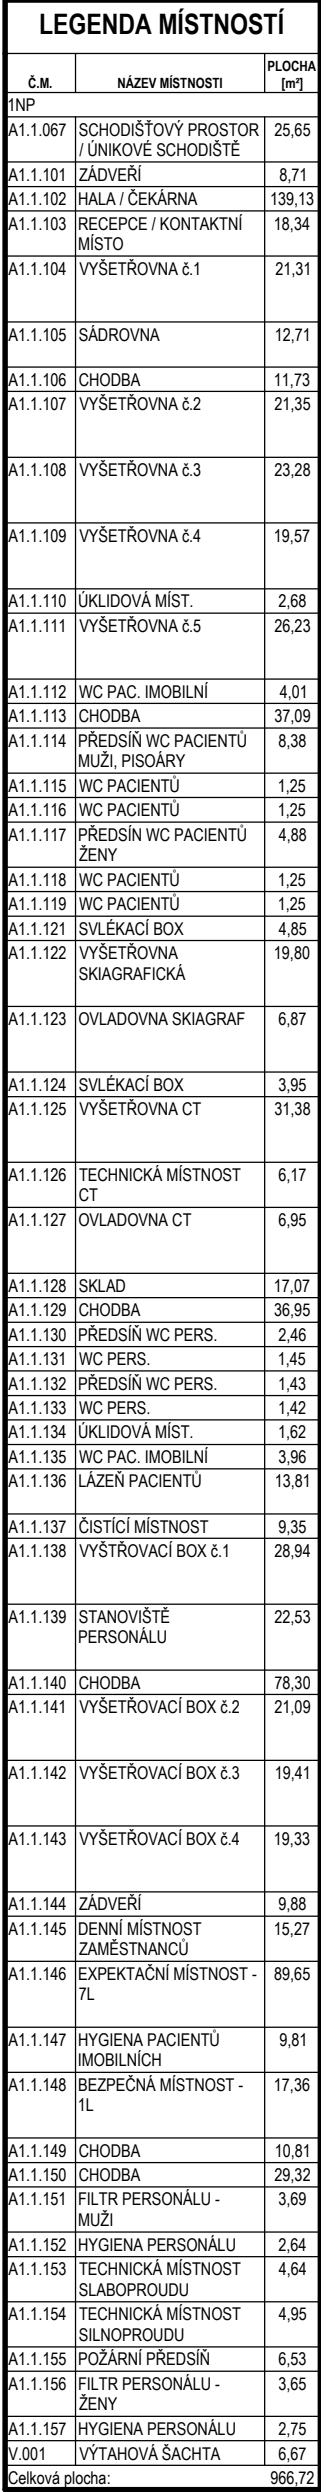 LEGENDA MÍSTNOSTÍ
Č.M. NÁZEV MÍSTNOSTI PLOCHA [m²]
1NP
A1.1.067 SCHODIŠŤOVÝ PROSTOR 25,65
/ ÚNIKOVÉ SCHODIŠTĚ
A1.1.101 ZÁDVEŘÍ 8,71
A1.1.102 HALA / ČEKÁRNA 139,13
A1.1.103 RECEPCE / KONTAKTNÍ 18,34
MÍSTO
A1.1.104 VYŠETŘOVNA č.1 21,31
A1.1.105 SÁDROVNA 12,71
A1.1.106 CHODBA 11,73
A1.1.107 VYŠETŘOVNA č.2 21,35
A1.1.108 VYŠETŘOVNA č.3 23,28
A1.1.109 VYŠETŘOVNA č.4 19,57
A1.1.110 ÚKLIDOVÁ MÍST. 2,68
A1.1.111 VYŠETŘOVNA č.5 26,23
A1.1.112 WC PAC. IMOBILNÍ 4,01
A1.1.113 CHODBA 37,09
A1.1.114 PŘEDSÍŇ WC PACIENTŮ 8,38
MUŽI, PISOÁRY
A1.1.115 WC PACIENTŮ 1,25
A1.1.116 WC PACIENTŮ 1,25
A1.1.117 PŘEDSÍN WC PACIENTŮ 4,88
ŽENY
A1.1.118 WC PACIENTŮ 1,25
A1.1.119 WC PACIENTŮ 1,25
A1.1.121 SVLÉKACÍ BOX 4,85
A1.1.122 VYŠETŘOVNA 19,80
SKIAGRAFICKÁ
A1.1.123 OVLADOVNA SKIAGRAF 6,87
A1.1.124 SVLÉKACÍ BOX 3,95
A1.1.125 VYŠETŘOVNA CT 31,38
A1.1.126 TECHNICKÁ MÍSTNOST 6,17
CT
A1.1.127 OVLADOVNA CT 6,95
A1.1.128 SKLAD 17,07
A1.1.129 CHODBA 36,95
A1.1.130 PŘEDSÍŇ WC PERS. 2,46
A1.1.131 WC PERS. 1,45
A1.1.132 PŘEDSÍŇ WC PERS. 1,43
A1.1.133 WC PERS. 1,42
A1.1.134 ÚKLIDOVÁ MÍST. 1,62
A1.1.135 WC PAC. IMOBILNÍ 3,96
A1.1.136 LÁZEŇ PACIENTŮ 13,81
A1.1.137 ČISTÍCÍ MÍSTNOST 9,35
A1.1.138 VYŠTŘOVACÍ BOX č.1 28,94
A1.1.139 STANOVIŠTĚ 22,53
PERSONÁLU
A1.1.140 CHODBA 78,30
A1.1.141 VYŠETŘOVACÍ BOX č.2 21,09
A1.1.142 VYŠETŘOVACÍ BOX č.3 19,41
A1.1.143 VYŠETŘOVACÍ BOX č.4 19,33
A1.1.144 ZÁDVEŘÍ 9,88
A1.1.145 DENNÍ MÍSTNOST 15,27
ZAMĚSTNANCŮ
A1.1.146 EXPEKTAČNÍ MÍSTNOST - 89,65
7L
A1.1.147 HYGIENA PACIENTŮ 9,81
IMOBILNÍCH
A1.1.148 BEZPEČNÁ MÍSTNOST - 17,36
1L
A1.1.149 CHODBA 10,81
A1.1.150 CHODBA 29,32
A1.1.151 FILTR PERSONÁLU - 3,69
MUŽI
A1.1.152 HYGIENA PERSONÁLU 2,64
A1.1.153 TECHNICKÁ MÍSTNOST 4,64
SLABOPROUDU
A1.1.154 TECHNICKÁ MÍSTNOST 4,95
SILNOPROUDU
A1.1.155 POŽÁRNÍ PŘEDSÍŇ 6,53
A1.1.156 FILTR PERSONÁLU - 3,65
ŽENY
A1.1.157 HYGIENA PERSONÁLU 2,75
V.001 VÝTAHOVÁ ŠACHTA 6,67
Celková plocha: 966,72